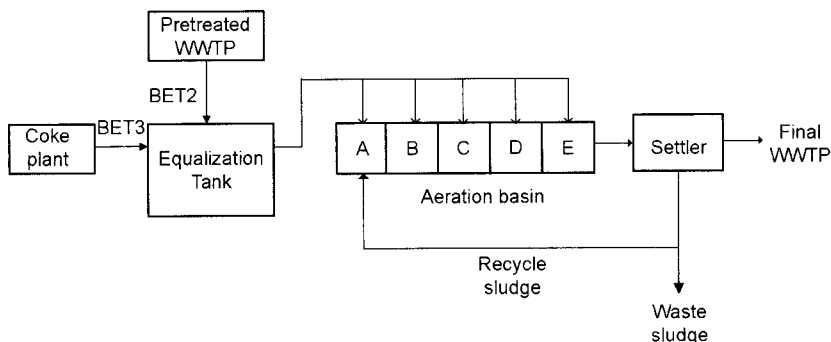 Pretreated
WWTP
BET2
BET3
Coke
plant
Equalization
Tank
A
B
C
D
E
Aeration basin
Settler
Final
WWTP
Recycle
sludge
Waste
sludge